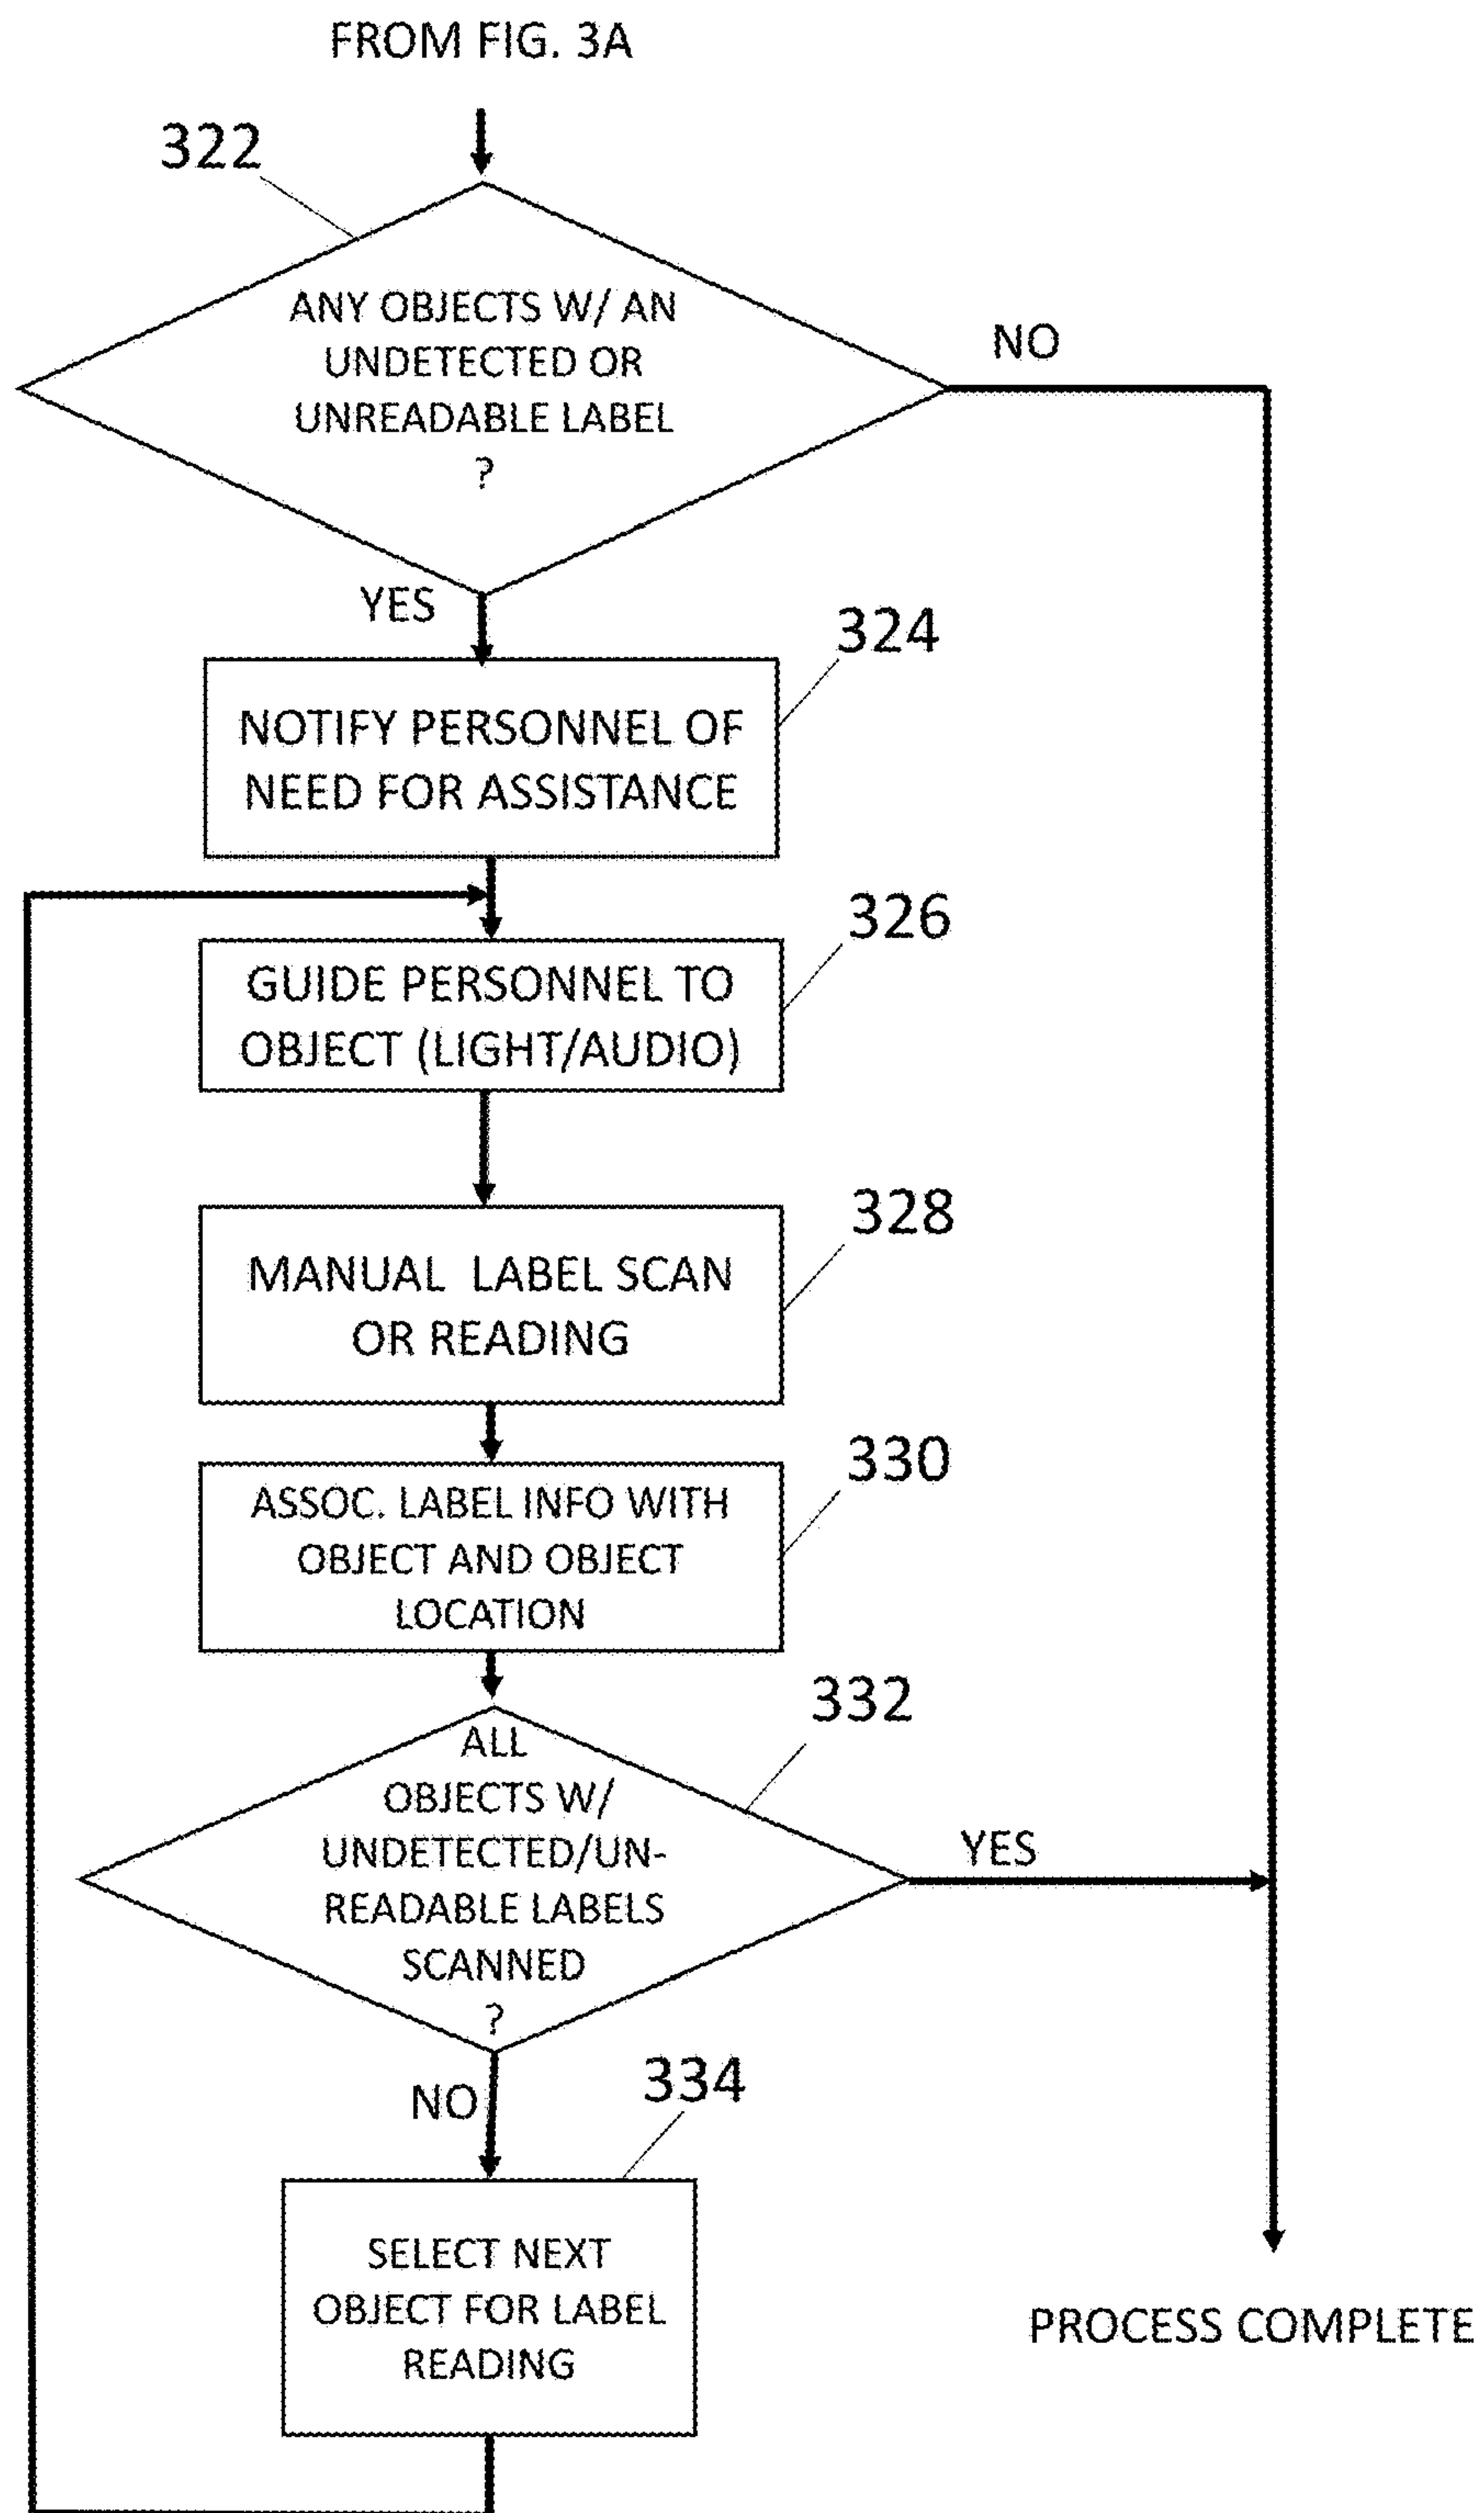 FROM FIG. 3A
322
ANY OBJECTS W/ AN
UNDETECTED OR
UNREADABLE LABEL
?
NO
YES
324
NOTIFY PERSONNEL OF
NEED FOR ASSISTANCE
326
GUIDE PERSONNEL TO
OBJECT (LIGHT/AUDIO)
328
MANUAL LABEL SCAN
OR READING
330
ASSOC. LABEL INFO WITH
OBJECT AND OBJECT
LOCATION
332
ALL
OBJECTS W/
UNDETECTED/UN-
READABLE LABELS
SCANNED
?
YES
NO
334
SELECT NEXT
OBJECT FOR LABEL
READING
PROCESS COMPLETE